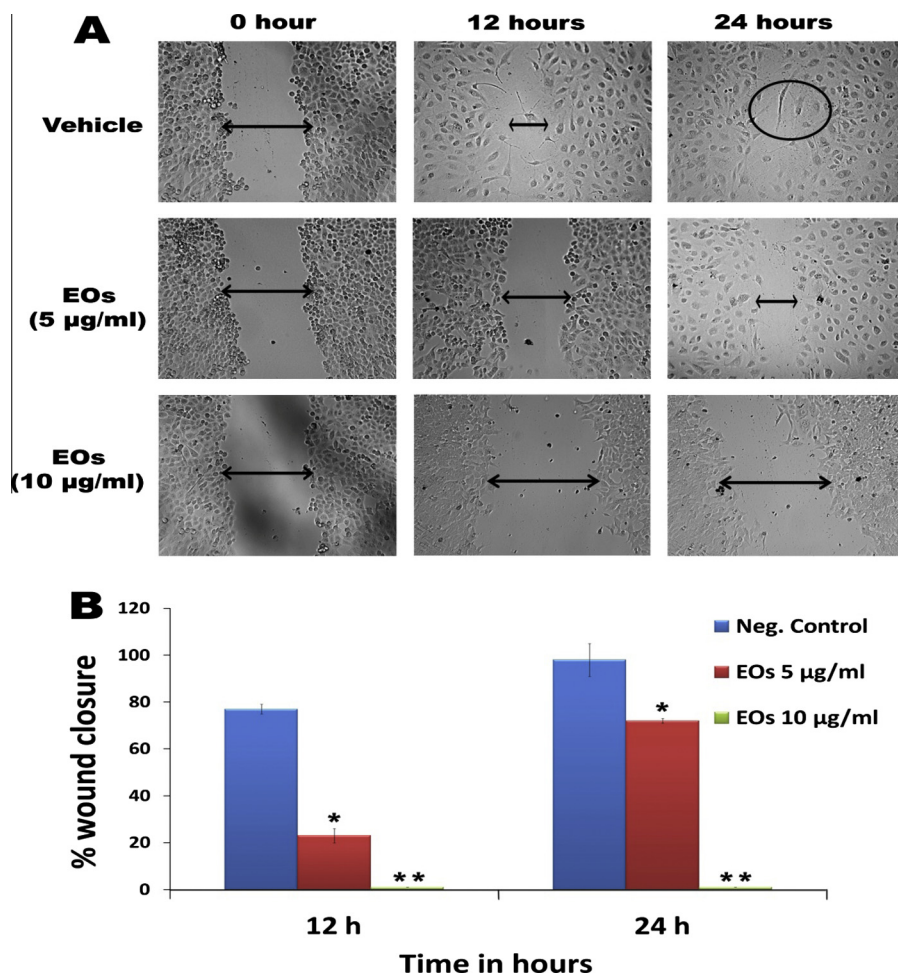 A
0 hour
12 hours
24 hours
Vehicle
EOs
(5 µg/ml)
EOs
(10 µg/ml)
B
120
100
80
60
40
20
0
% wound closure
*
**
*
**
Neg. Control
EOs 5 µg/ml
EOs 10 µg/ml
12 h
24 h
Time in hours